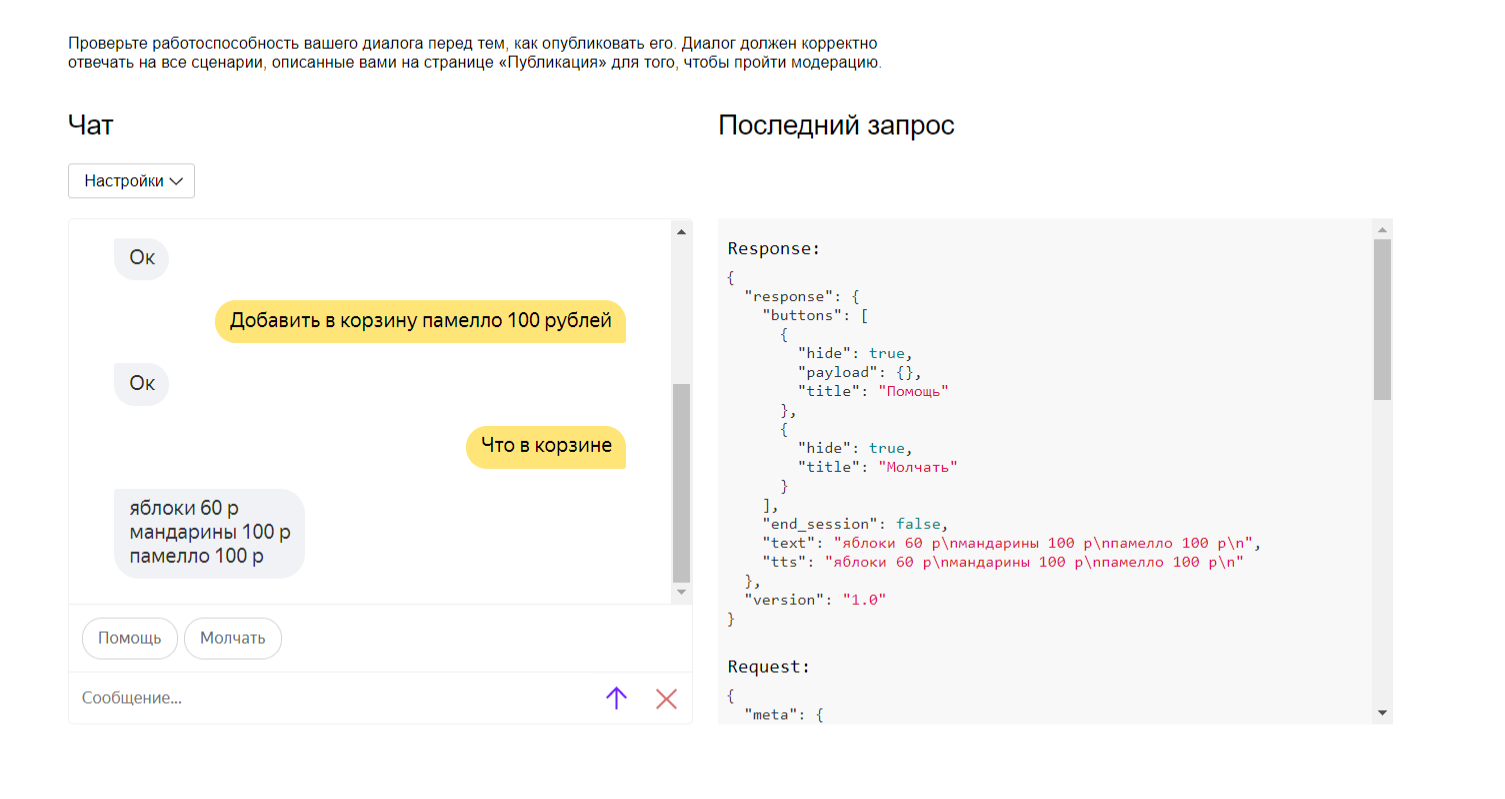 Проверьте работоспособность вашего диалога перед тем, как опубликовать его. Диалог должен корректно
отвечать на все сценарии, описанные вами на странице «Публикация» для того, чтобы пройти модерацию.
Чат
Настройки
Ок
Добавить в корзину памелло 100 рублей
Ок
Что в корзине
яблоки 60 р
мандарины 100 р
памелло 100 р
Помощь
Молчать
Сообщение...
Последний запрос
Response:
{
"response": {
"buttons": [
{
"hide": true,
"payload": {},
"title": "Помощь"
},
{
"hide": true,
"title": "Молчать"
}
],
"end_session": false,
"text": "яблоки 60 р\nмандарины 100 р\nпамелло 100 р\n",
"tts": "яблоки 60 р\nмандарины 100 р\nпамелло 100 р\n"
},
"version": "1.0"
}
Request:
{
"meta": {